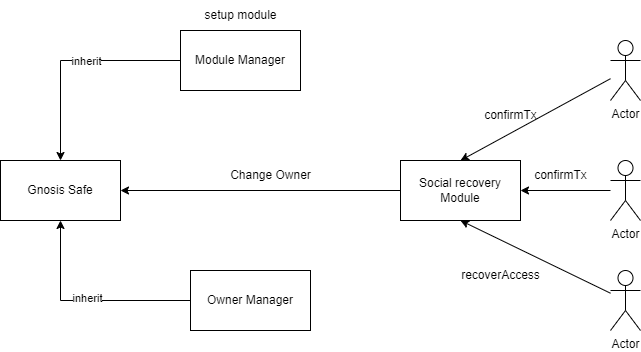 setup module
inherit
Module Manager
confirmTx
Actor
Gnosis Safe
Change Owner
Social recovery
Module
confirmTx
Actor
recoverAccess
inherit
Owner Manager
Actor